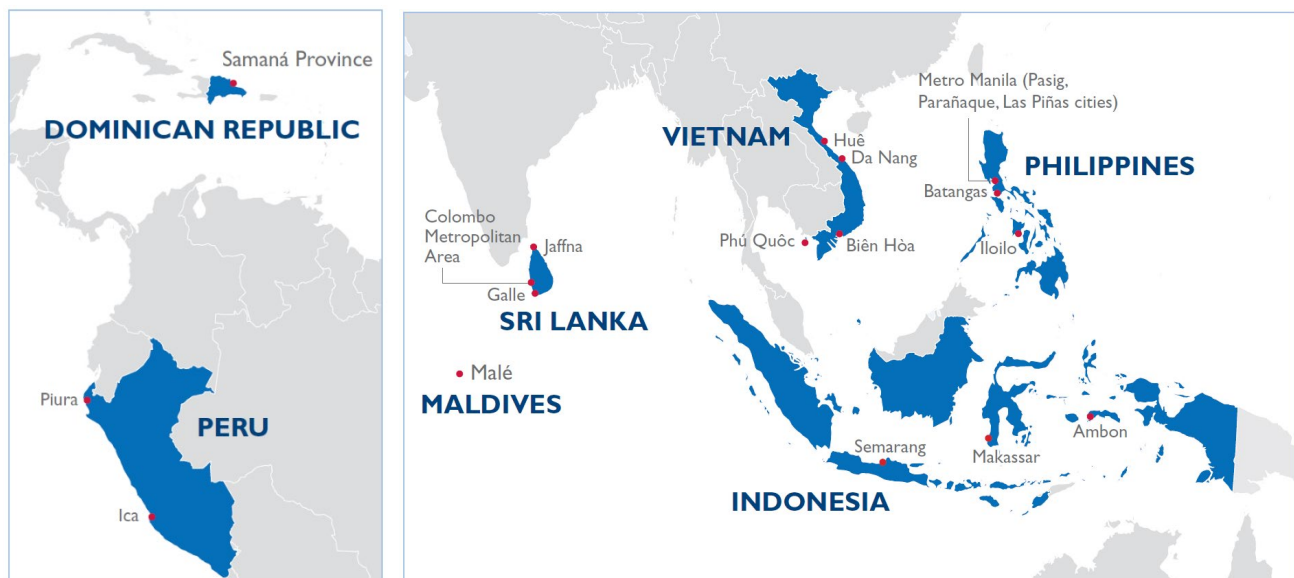 Samaná Province
DOMINICAN REPUBLIC
Piura
PERU
Ica
Metro Manila (Pasig,
Parañaque, Las Piñas cities)
VIETNAM
Huê
Da Nang
PHILIPPINES
Batangas
Colombo
Metropolitan
Area
Jaffna
Phú Quôc
Biên Hòa
Iloilo
Galle
SRI LANKA
Malé
MALDIVES
Ambon
Semarang
Makassar
INDONESIA